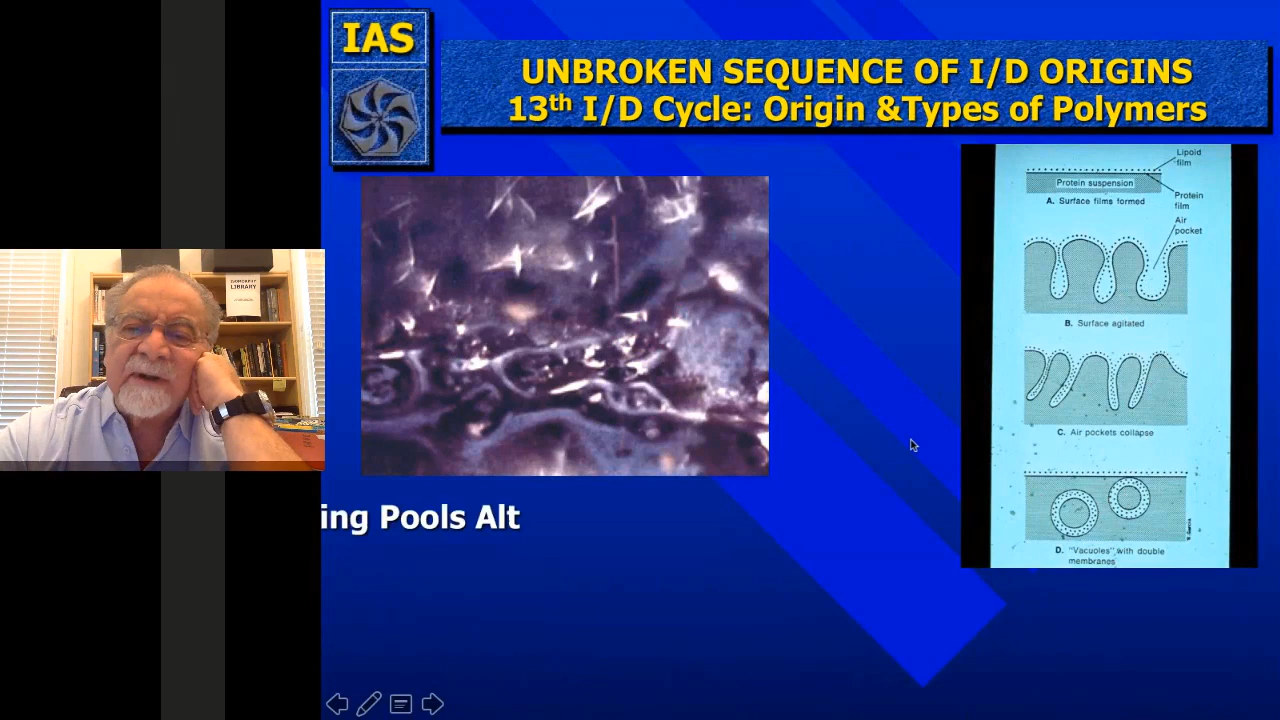 IAS
UNBROKEN SEQUENCE OF I/D ORIGINS
13th I/D Cycle: Origin &Types of Polymers
Lipoid
film
Protein suspension
Protein
film
A. Surface films formed
Air
pocket
B. Surface agitated
C. Air pockets collapse
D. "Vacuoles" with double
membranes
LIBRARY
ing Pools Alt